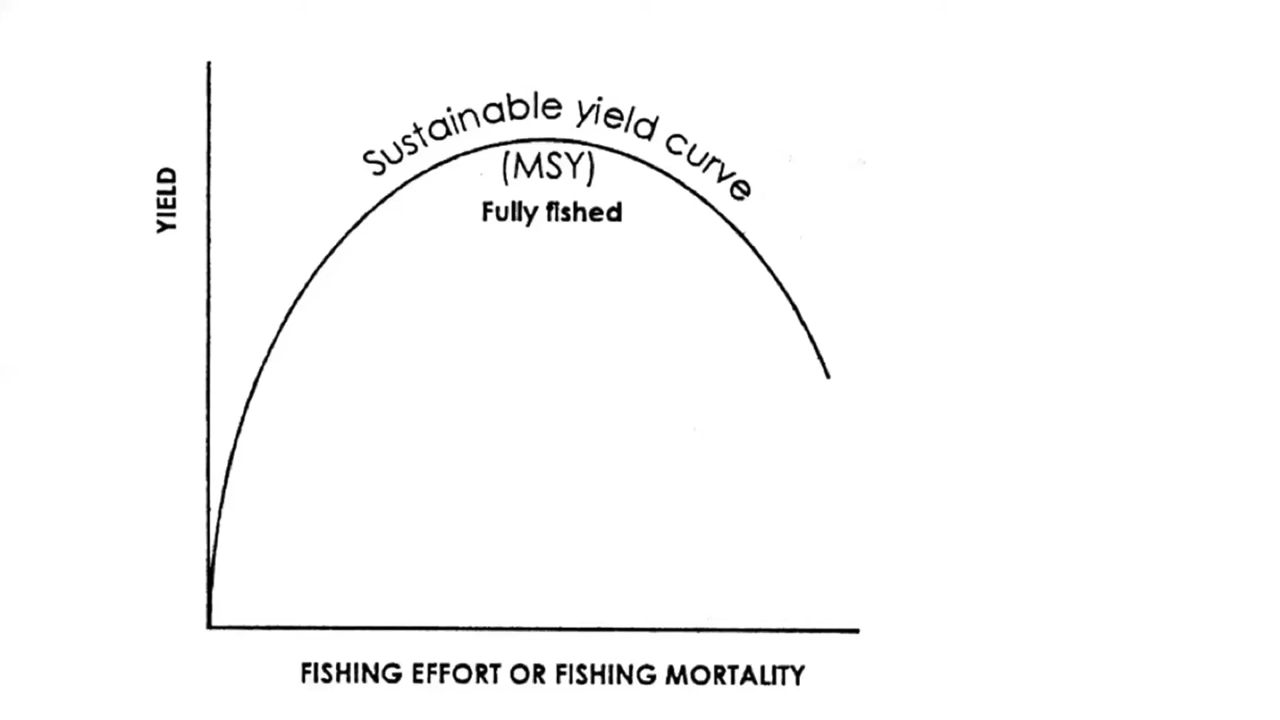 Sustainable yield curve
(MSY)
Fully fished
YIELD
FISHING EFFORT OR FISHING MORTALITY